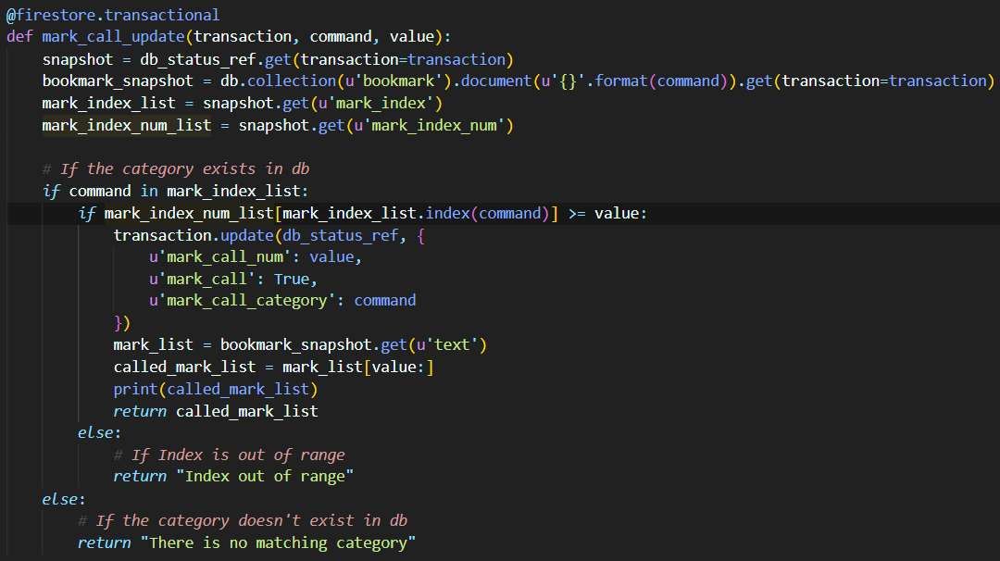 @firestore.transactional
def mark_call_update(transaction, command, value):
    snapshot = db_status_ref.get(transaction=transaction)
    bookmark_snapshot = db.collection(u'bookmark').document(u'{}'.format(command)).get(transaction=transaction)
    mark_index_list = snapshot.get(u'mark_index')
    mark_index_num_list = snapshot.get(u'mark_index_num')

    # If the category exists in db
    if command in mark_index_list:
        if mark_index_num_list[mark_index_list.index(command)] >= value:
            transaction.update(db_status_ref, {
                u'mark_call_num': value,
                u'mark_call': True,
                u'mark_call_category': command
            })
            mark_list = bookmark_snapshot.get(u'text')
            called_mark_list = mark_list[value:]
            print(called_mark_list)
            return called_mark_list
        else:
            # If Index is out of range
            return "Index out of range"
    else:
        # If the category doesn't exist in db
        return "There is no matching category"